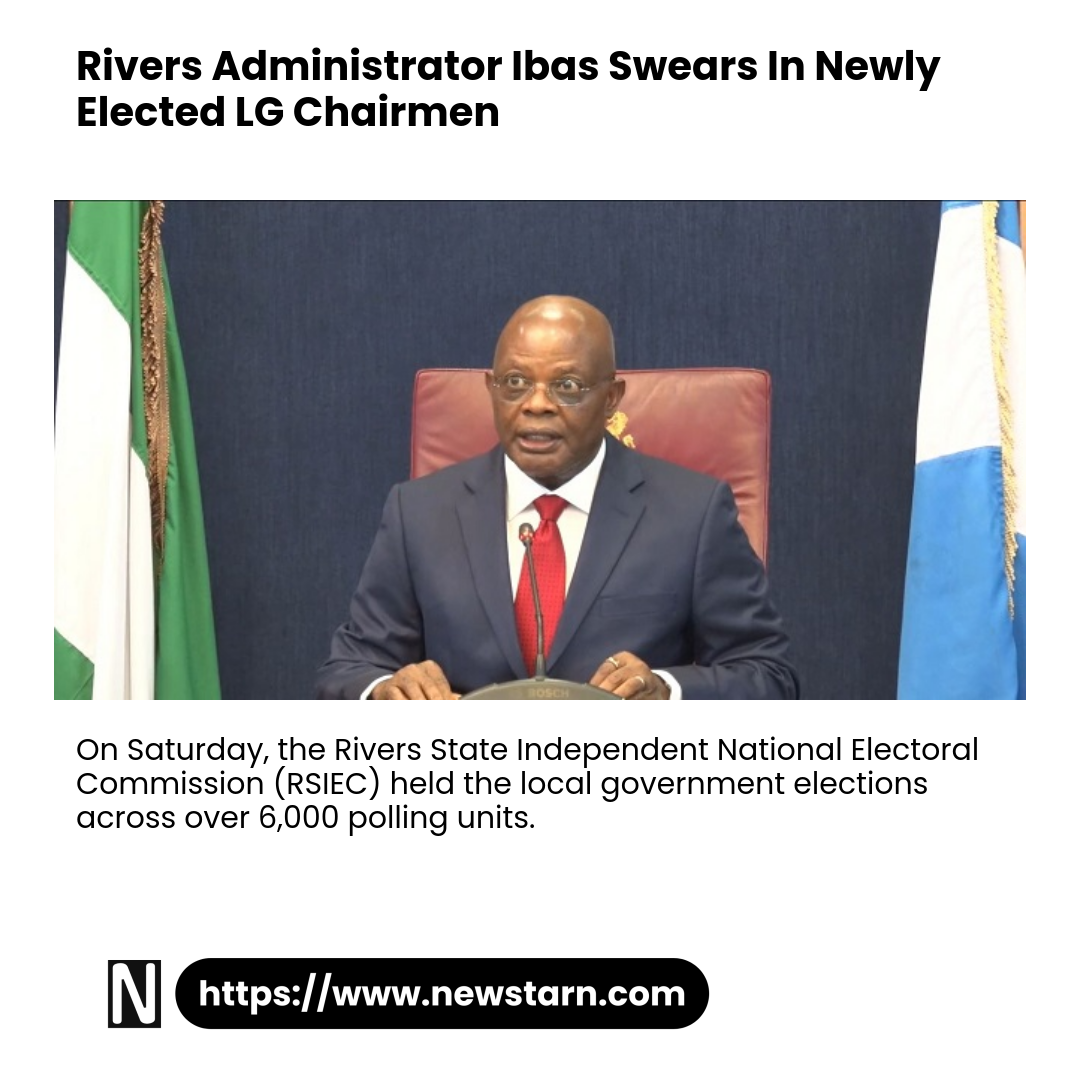 Rivers Administrator Ibas Swears In Newly
Elected LG Chairmen
BOSCH
On Saturday, the Rivers State Independent National Electoral
Commission (RSIEC) held the local government elections
across over 6,000 polling units.
N
https://www.newstarn.com